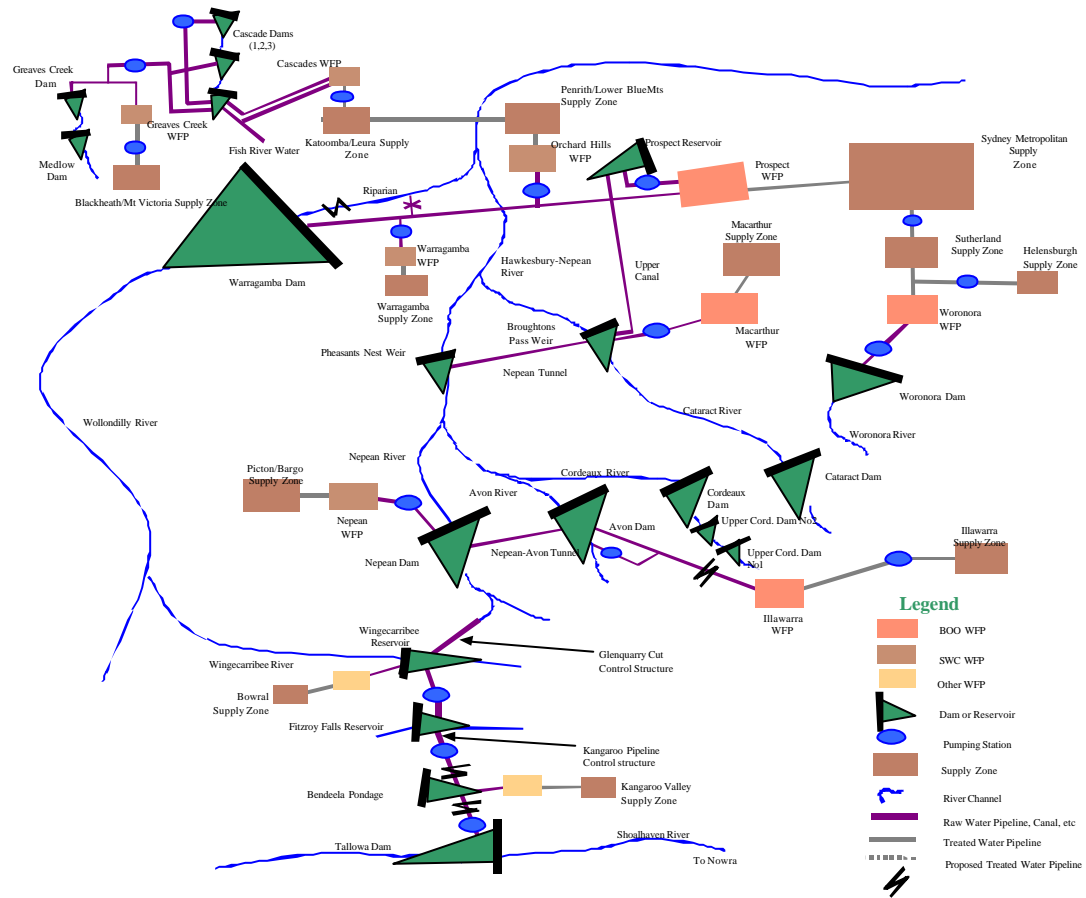 Cascade Dams
(1,2,3)
Greaves Creek
Dam
Cascades WFP
Penrith/Lower BlueMts
Supply Zone
Greaves Creek
WFP
Fish River Water
Katoomba/Leura Supply
Zone
Orchard Hills
WFP
Prospect Reservoir
Prospect
WFP
Sydney Metropolitan
Supply
Zone
Medlow
Dam
Blackheath/Mt Victoria Supply Zone
Riparian
Warragamba Dam
Warragamba
WFP
Warragamba
Supply Zone
Hawkesbury-Nepean
River
Upper
Canal
Macarthur
Supply Zone
Sutherland
Supply Zone
Helensburgh
Supply Zone
Woronora
WFP
Macarthur
WFP
Broughtons
Pass Weir
Pheasants Nest Weir
Nepean Tunnel
Woronora Dam
Wollondilly River
Cataract River
Woronora River
Nepean River
Picton/Bargo
Supply Zone
Nepean
WFP
Avon River
Cordeaux River
Cordeaux
Dam
Cataract Dam
Upper Cord. Dam No2
Upper Cord. Dam
No1
Avon Dam
Nepean-Avon Tunnel
Nepean Dam
Illawarra
Supply Zone
Illawarra
WFP
Wingecarribee
Reservoir
Glenquarry Cut
Control Structure
Wingecarribee River
Bowral
Supply Zone
Fitzroy Falls Reservoir
Kangaroo Pipeline
Control structure
Bendeela Pondage
Kangaroo Valley
Supply Zone
Tallowa Dam
Shoalhaven River
To Nowra
Legend
BOO WFP
SWC WFP
Other WFP
Dam or Reservoir
Pumping Station
Supply Zone
River Channel
Raw Water Pipeline, Canal, etc
Treated Water Pipeline
Proposed Treated Water Pipeline